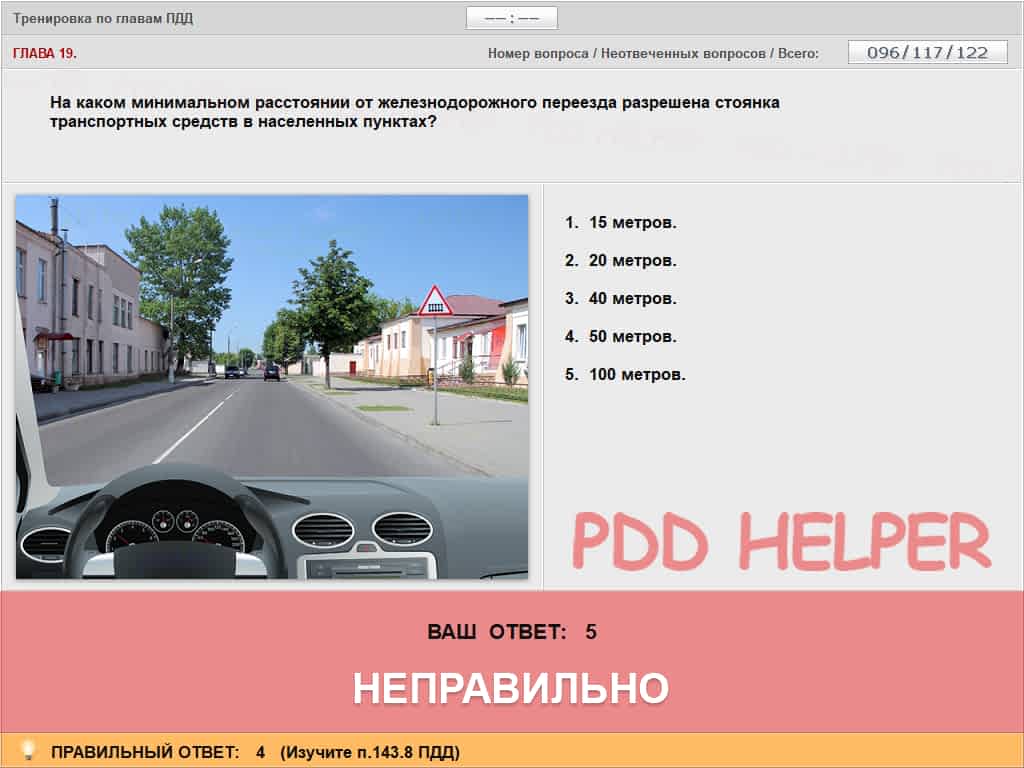 Тренировка по главам ПДД
—— : ——
ГЛАВА 19.
Номер вопроса / Неотвеченных вопросов / Всего:
096/117/122
На каком минимальном расстоянии от железнодорожного переезда разрешена стоянка
транспортных средств в населенных пунктах?
1. 15 метров.
2. 20 метров.
3. 40 метров.
4. 50 метров.
5. 100 метров.
PDD HELPER
ВАШ ОТВЕТ: 5
НЕПРАВИЛЬНО
ПРАВИЛЬНЫЙ ОТВЕТ: 4 (Изучите п.143.8 ПДД)